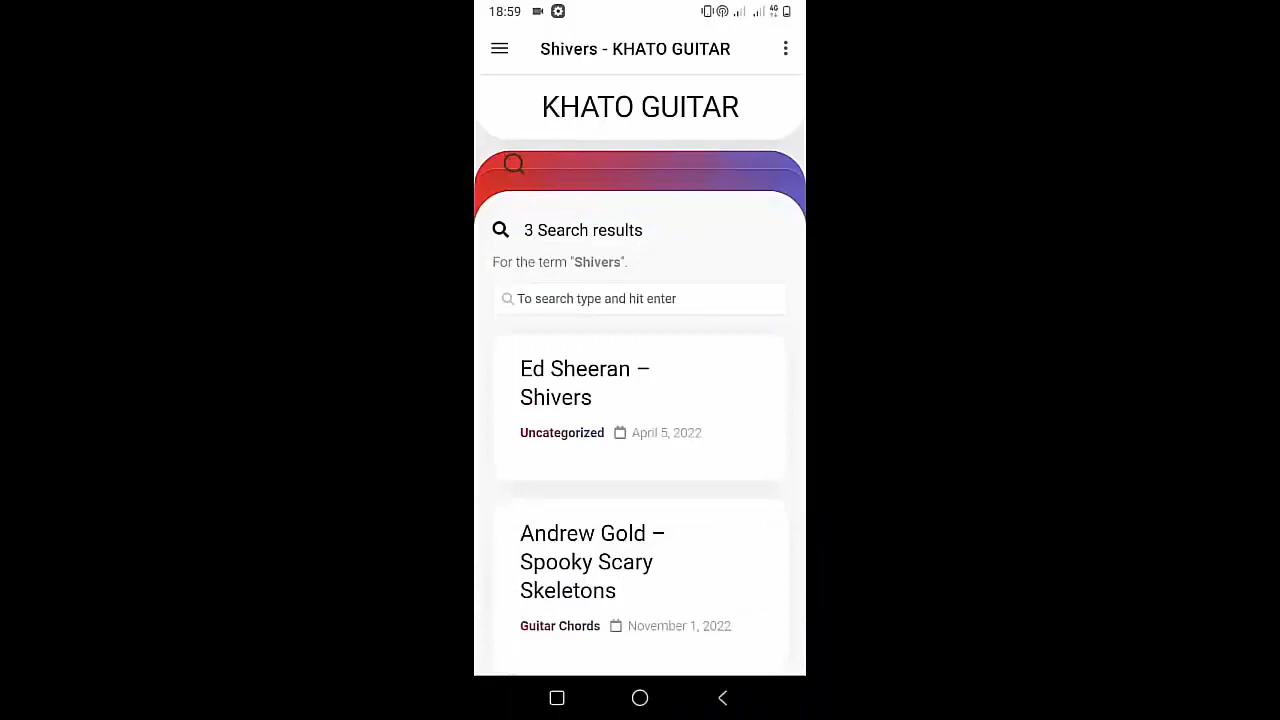 18:59
4G
Shivers - KHATO GUITAR
KHATO GUITAR
3 Search results
For the term "Shivers".
To search type and hit enter
Ed Sheeran –
Shivers
Uncategorized April 5, 2022
Andrew Gold –
Spooky Scary
Skeletons
Guitar Chords November 1, 2022